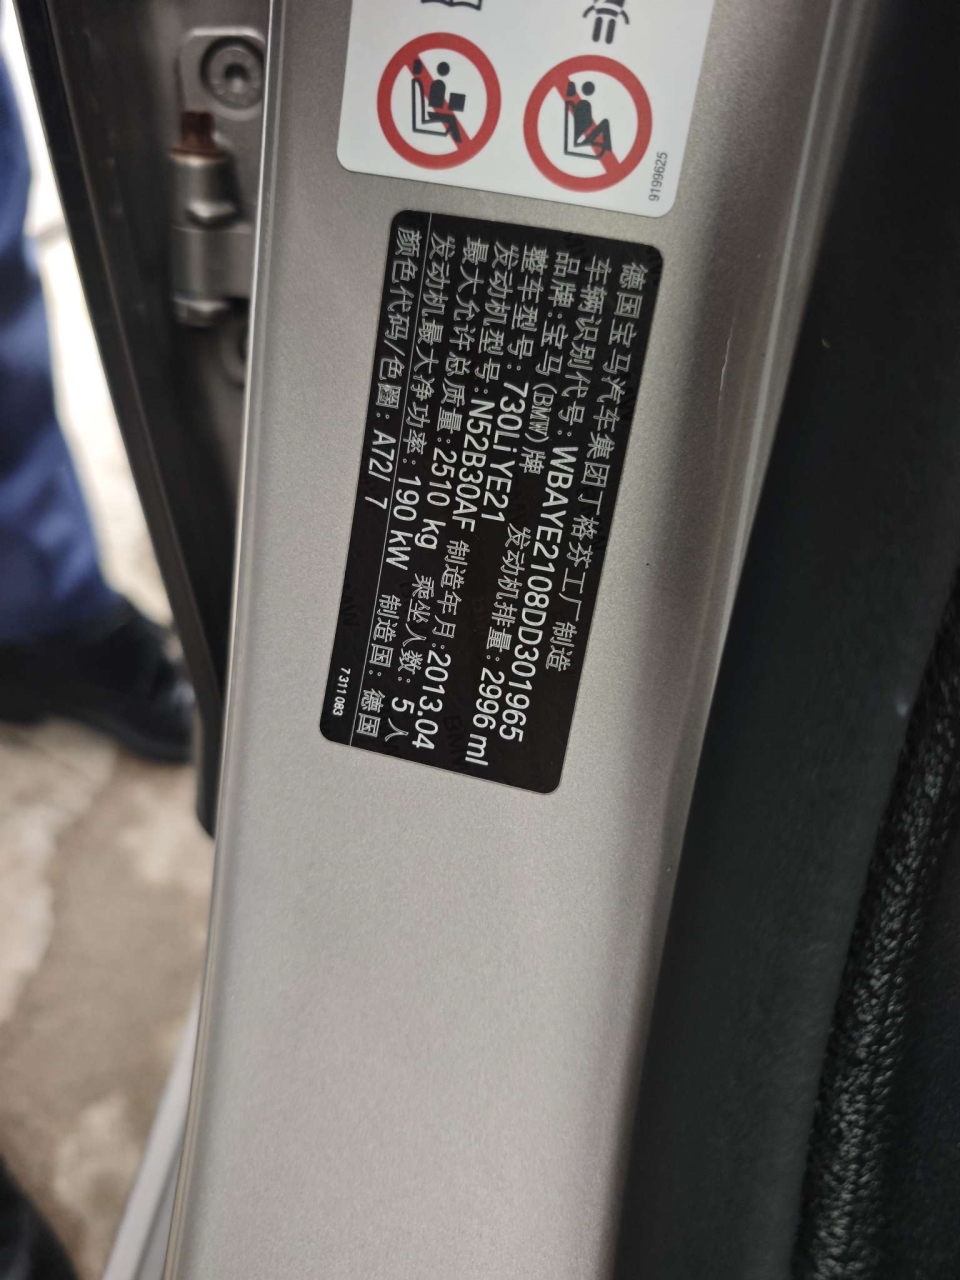 9199625
德国宝马汽车集团丁格芬工厂制造
车辆识别代号: WBAYE2108DD301965
品牌: 宝马(BMW)牌 发动机排量: 2996 ml
整车型号: 730Li YE21
发动机型号: N52B30AF 制造年月: 2013.04
最大允许总质量: 2510 kg 乘坐人数: 5 人
发动机最大净功率: 190 kW 制造国: 德国
颜色代码/色圈: A72/ 7
7311083